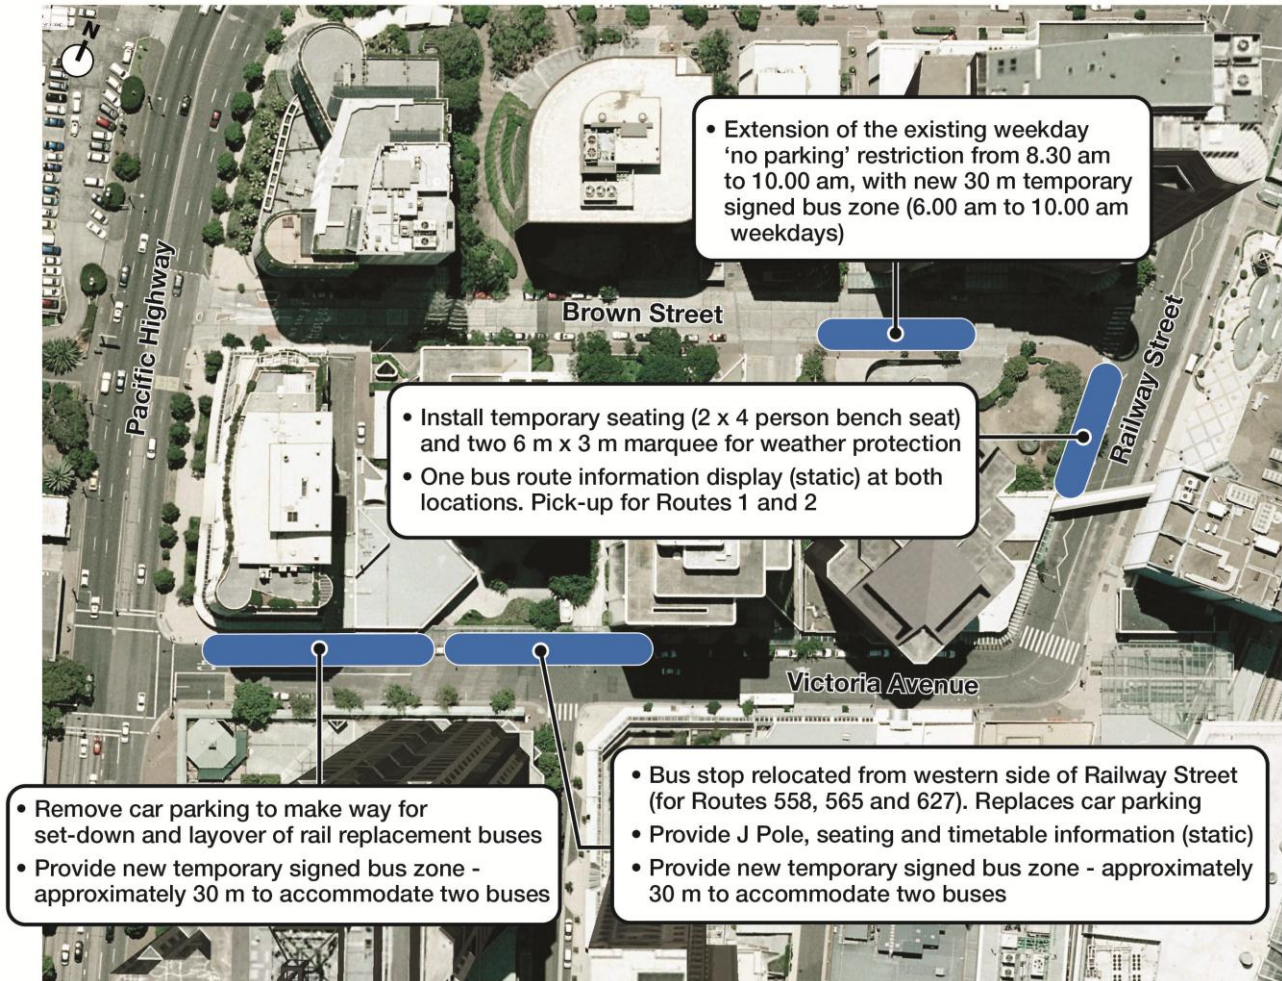 N
• Extension of the existing weekday
'no parking' restriction from 8.30 am
to 10.00 am, with new 30 m temporary
signed bus zone (6.00 am to 10.00 am
weekdays)
Pacific Highway
Brown Street
Railway Street
• Install temporary seating (2 x 4 person bench seat)
and two 6 m x 3 m marquee for weather protection
• One bus route information display (static) at both
locations. Pick-up for Routes 1 and 2
Victoria Avenue
• Remove car parking to make way for
set-down and layover of rail replacement buses
• Provide new temporary signed bus zone -
approximately 30 m to accommodate two buses
• Bus stop relocated from western side of Railway Street
(for Routes 558, 565 and 627). Replaces car parking
• Provide J Pole, seating and timetable information (static)
• Provide new temporary signed bus zone - approximately
30 m to accommodate two buses